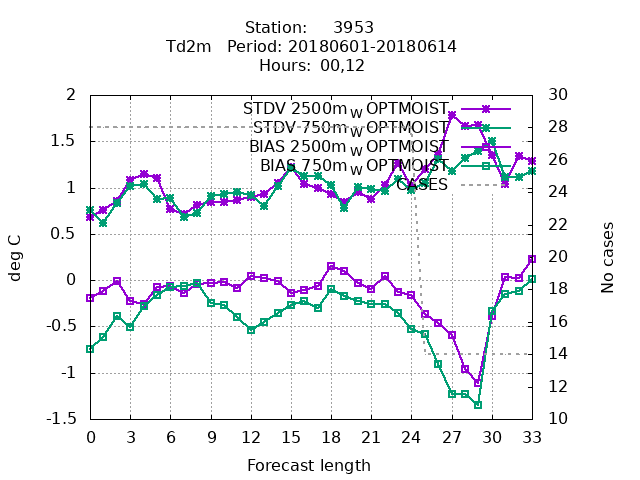 Station: 3953
Td2m Period: 20180601-20180614
Hours: 00,12
STDV 2500m_W OPTMOIST
STDV 750m_W OPTMOIST
BIAS 2500m_W OPTMOIST
BIAS 750m_W OPTMOIST
CASES
2
1.5
1
0.5
0
-0.5
-1
-1.5
deg C
30
28
26
24
22
20
18
16
14
12
10
No cases
0 3 6 9 12 15 18 21 24 27 30 33
Forecast length